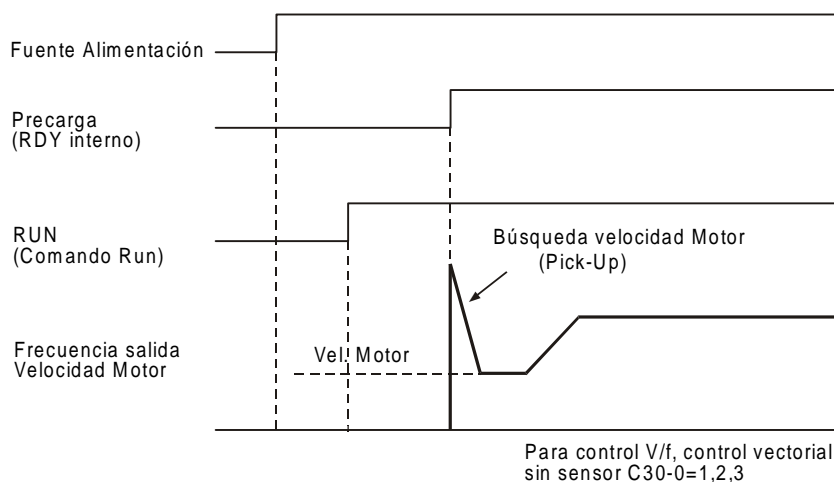 Fuente Alimentación
Precarga
(RDY interno)
RUN
(Comando Run)
Búsqueda velocidad Motor
(Pick-Up)
Frecuencia salida
Velocidad Motor
Vel. Motor
Para control V/f, control vectorial
sin sensor C30-0=1,2,3